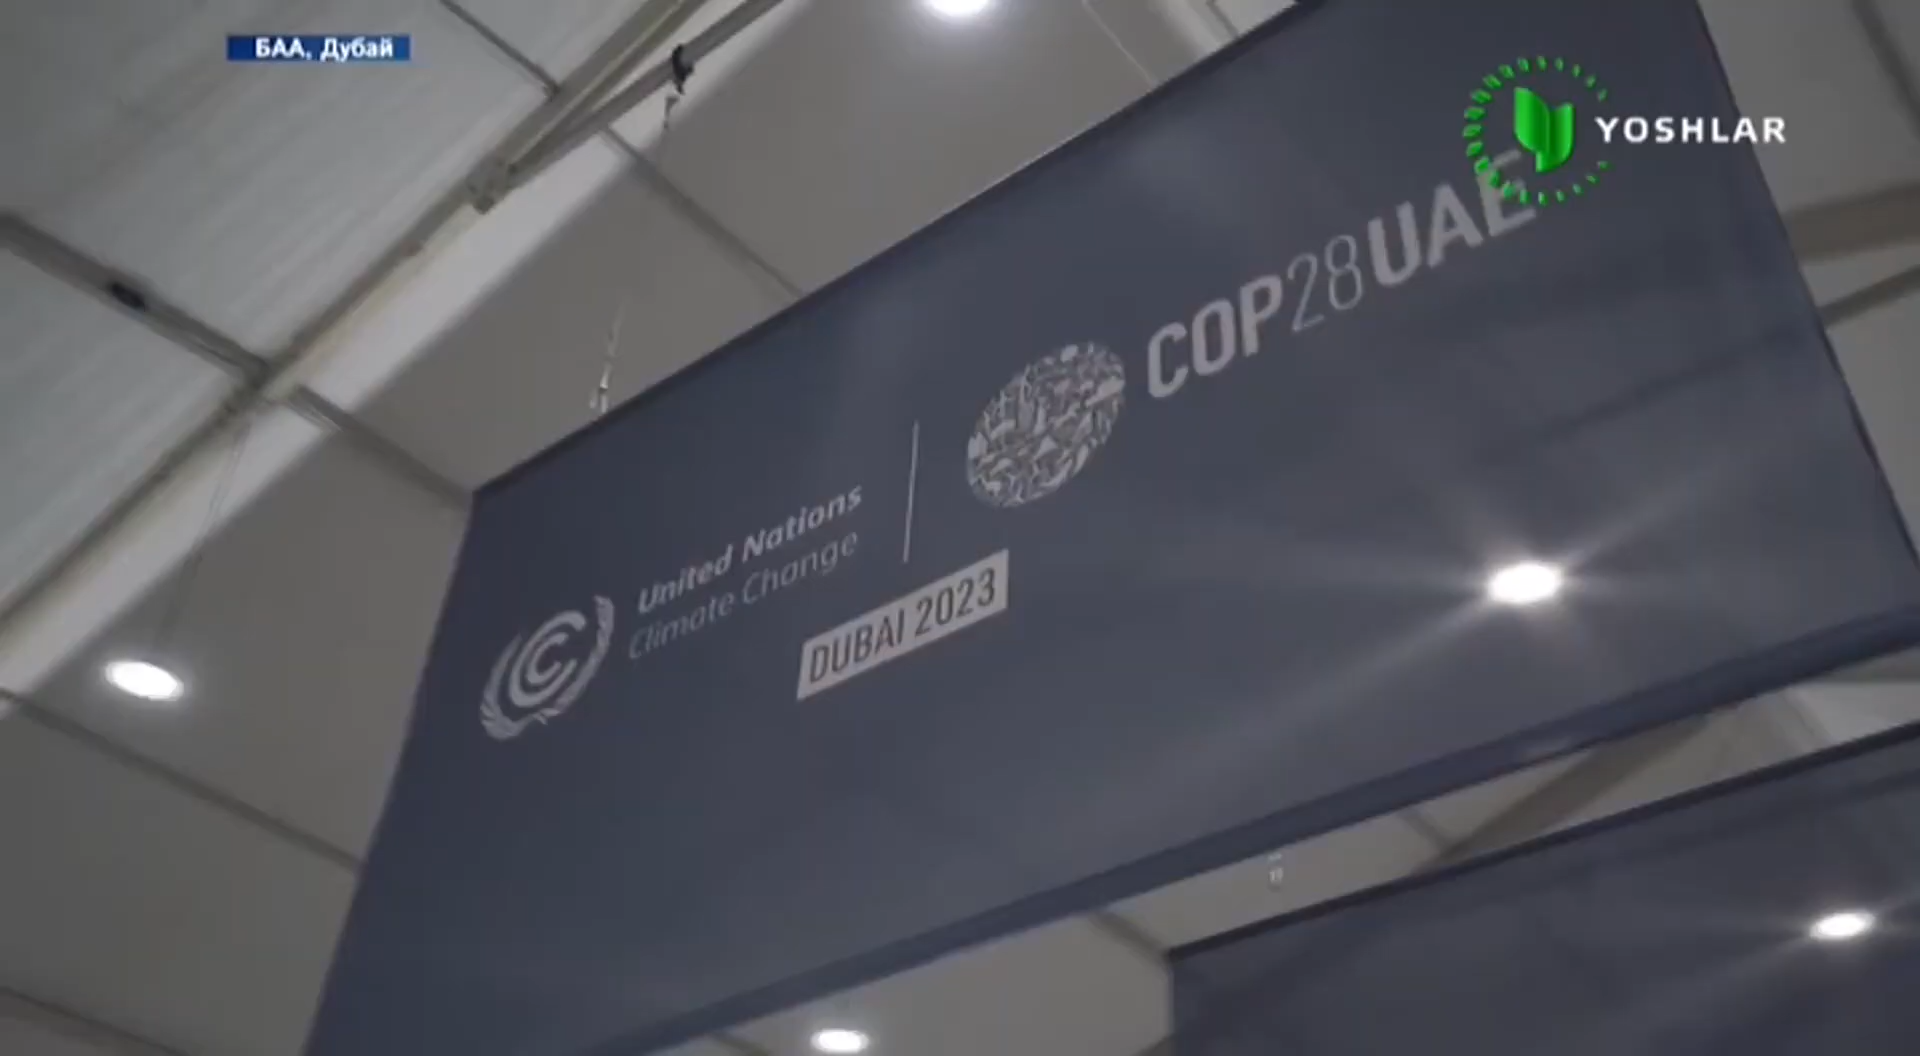 БАА, Дубай
YOSHLAR
COP28UAE
United Nations
Climate Change
DUBAI 2023